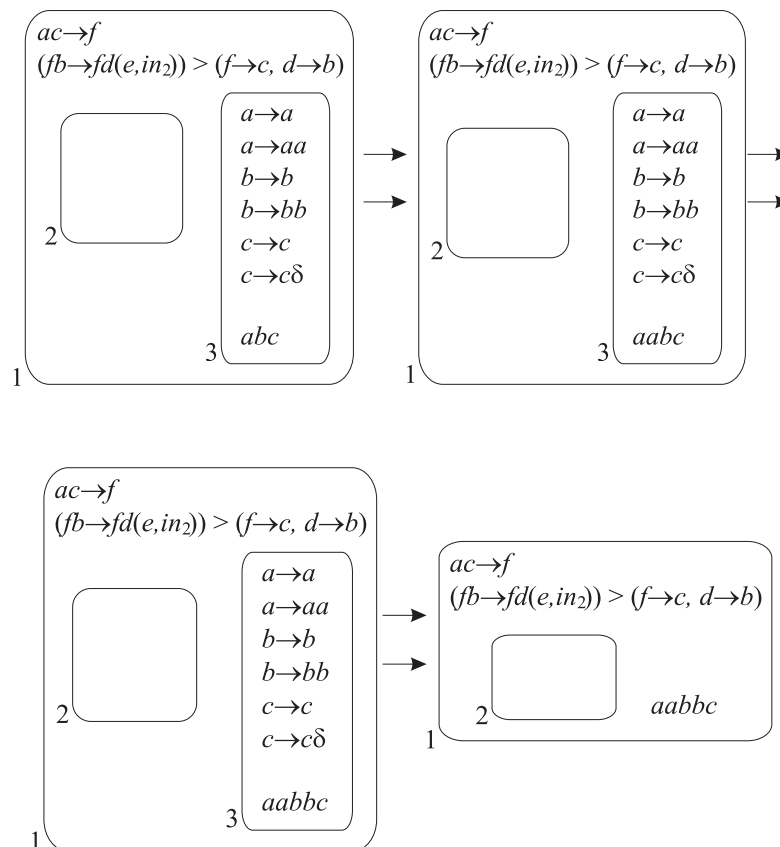 ac→f
(fb→fd(e,in₂)) > (f→c, d→b)
a→a
a→aa
b→b
b→bb
c→c
c→cδ
abc
2
3
1
ac→f
(fb→fd(e,in₂)) > (f→c, d→b)
a→a
a→aa
b→b
b→bb
c→c
c→cδ
aabc
2
3
1
ac→f
(fb→fd(e,in₂)) > (f→c, d→b)
a→a
a→aa
b→b
b→bb
c→c
c→cδ
aabbc
2
3
1
ac→f
(fb→fd(e,in₂)) > (f→c, d→b)
aabbc
2
1